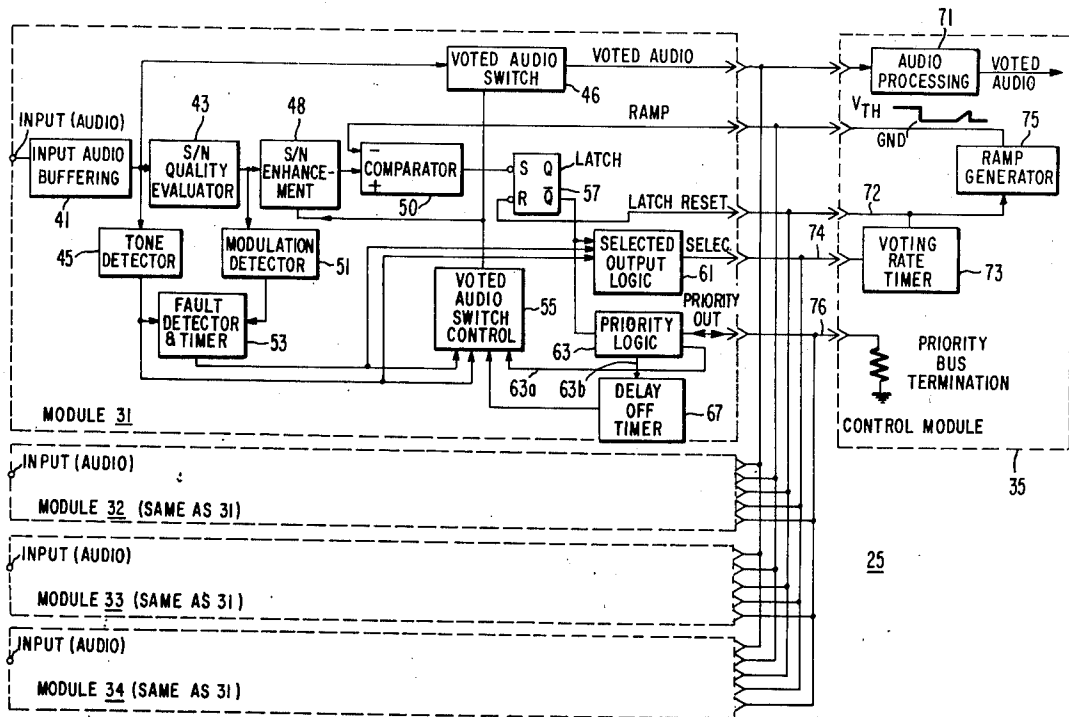 71
VOTED AUDIO
SWITCH
46
VOTED AUDIO
AUDIO
PROCESSING
VOTED
AUDIO
INPUT (AUDIO)
43
48
RAMP
VTH
GND
75
INPUT AUDIO
BUFFERING
41
S/N
QUALITY
EVALUATOR
S/N
ENHANCE-
MENT
-
COMPARATOR
+
50
S Q
R Q̅
LATCH
57
RAMP
GENERATOR
LATCH RESET
72
45
TONE
DETECTOR
MODULATION
DETECTOR
51
SELECTED
OUTPUT
LOGIC
61
SELEC.
74
VOTING
RATE
TIMER
73
FAULT
DETECTOR
& TIMER
53
VOTED
AUDIO
SWITCH
CONTROL
55
PRIORITY
OUT
76
PRIORITY
LOGIC
63
63a
63b
PRIORITY
BUS
TERMINATION
DELAY
OFF
TIMER
67
MODULE 31
CONTROL MODULE
35
INPUT (AUDIO)
MODULE 32 (SAME AS 31)
INPUT (AUDIO)
MODULE 33 (SAME AS 31)
25
INPUT (AUDIO)
MODULE 34 (SAME AS 31)